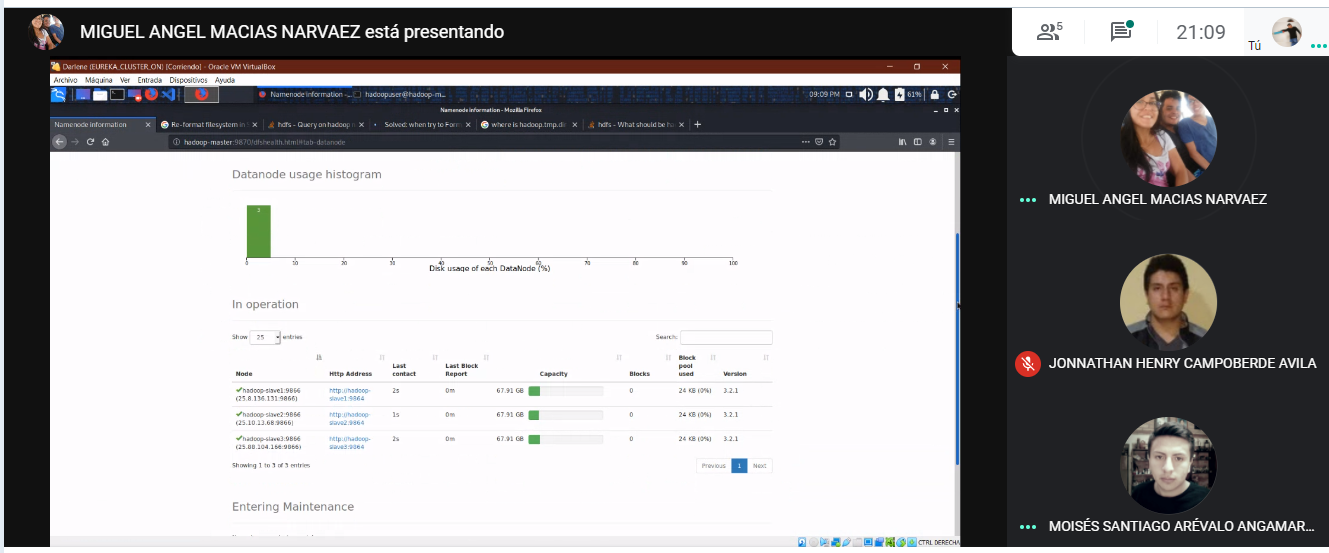 MIGUEL ANGEL MACIAS NARVAEZ está presentando
5
21:09
Tú
Darlene (EUREKA_CLUSTER_ON) [Corriendo] - Oracle VM VirtualBox
Archivo Máquina Ver Entrada Dispositivos Ayuda
Namenode information -... hadoopuser@hadoop-m... 09:09 PM 61%
Namenode information - Mozilla Firefox
Namenode information Re-format filesystem in hdfs - Query on hadoop Solved: when try to Form where is hadoop.tmp.di hdfs - What should be ha
hadoop-master:9870/dfshealth.html#tab-datanode
Datanode usage histogram
3
0 10 20 30 40 50 60 70 80 90 100
Disk usage of each DataNode (%)
In operation
Show 25 entries Search:
Node Http Address Last contact Last Block Report Capacity Blocks Block pool used Version
hadoop-slave1:9866 http://hadoop- 2s 0m 67.91 GB 0 24 KB (0%) 3.2.1
(25.8.136.131:9866) slave1:9864
hadoop-slave2:9866 http://hadoop- 1s 0m 67.91 GB 0 24 KB (0%) 3.2.1
(25.10.13.68:9866) slave2:9864
hadoop-slave3:9866 http://hadoop- 2s 0m 67.91 GB 0 24 KB (0%) 3.2.1
(25.88.104.166:9866) slave3:9864
Showing 1 to 3 of 3 entries
Previous 1 Next
Entering Maintenance
CTRL DERECHA
MIGUEL ANGEL MACIAS NARVAEZ
JONNATHAN HENRY CAMPOBERDE AVILA
MOISÉS SANTIAGO ARÉVALO ANGAMAR...